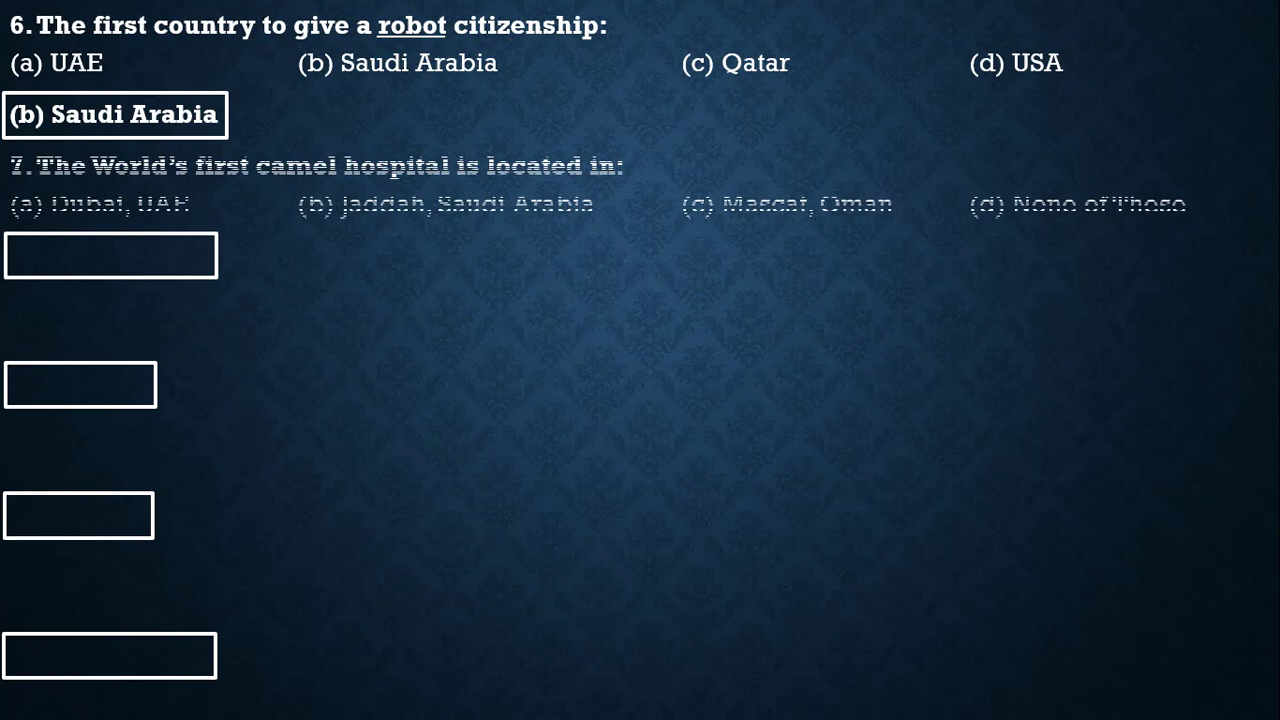 6. The first country to give a robot citizenship:
(a) UAE (b) Saudi Arabia (c) Qatar (d) USA
(b) Saudi Arabia
7. The World's first camel hospital is located in:
(a) Dubai, UAE (b) Jaddah, Saudi Arabia (c) Mascat, Oman (d) None of These